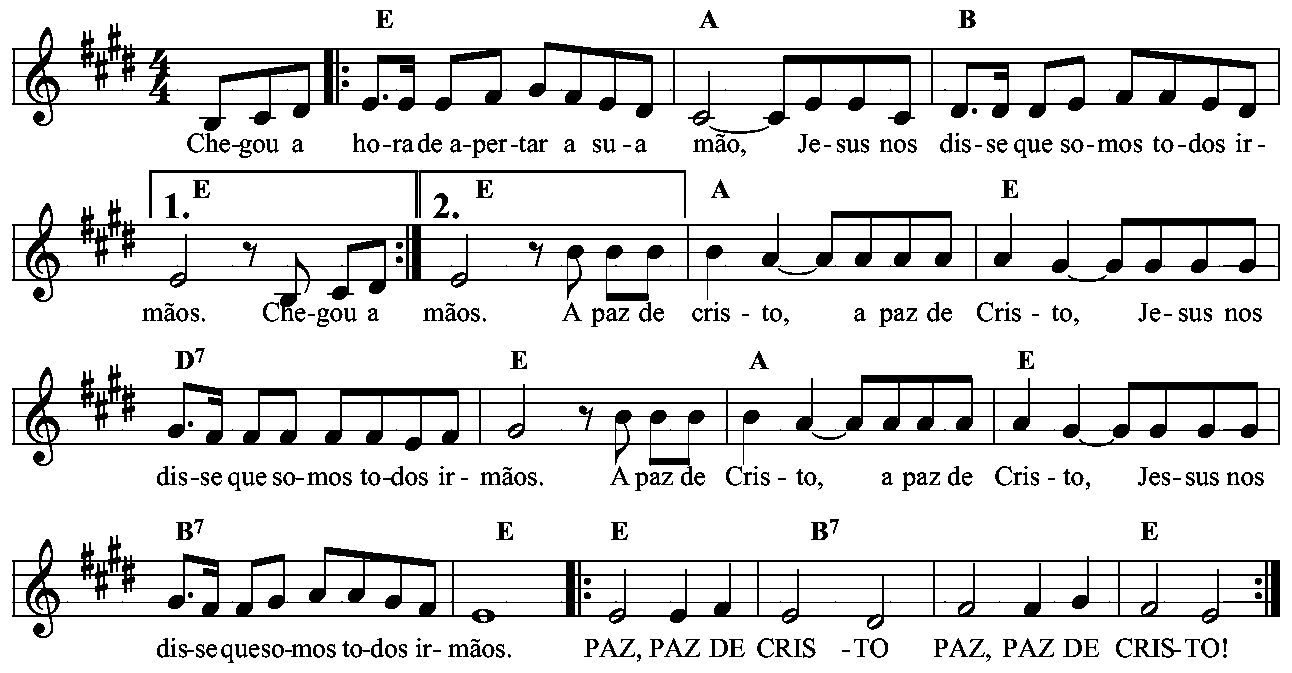 E A B
4
4
Che-gou a ho-ra de a-per-tar a su-a mão, Je-sus nos dis-se que so-mos to-dos ir-
1. E 2. E A E
mãos. Che-gou a mãos. A paz de cris - to, a paz de Cris - to, Je-sus nos
D7 E A E
dis-se que so-mos to-dos ir- mãos. A paz de Cris - to, a paz de Cris - to, Jes-sus nos
B7 E E B7 E
dis-se que so-mos to-dos ir- mãos. PAZ, PAZ DE CRIS -TO PAZ, PAZ DE CRIS-TO!